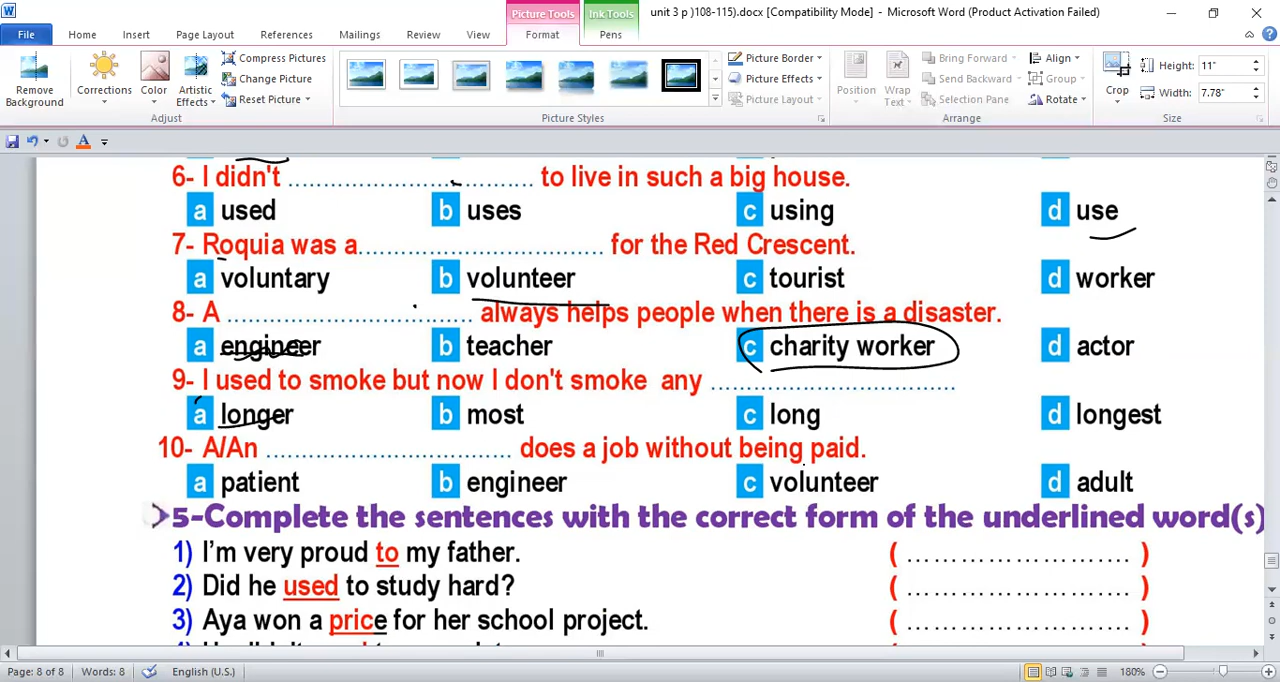 unit 3 p )108-115).docx [Compatibility Mode] - Microsoft Word (Product Activation Failed)
Picture Tools
Ink Tools
File Home Insert Page Layout References Mailings Review View Format Pens
Remove Background
Corrections
Color
Artistic Effects
Compress Pictures
Change Picture
Reset Picture
Adjust
Picture Styles
Picture Border
Picture Effects
Picture Layout
Position
Wrap Text
Bring Forward
Send Backward
Selection Pane
Align
Group
Rotate
Arrange
Crop
Height: 11"
Width: 7.78"
Size
6- I didn't .................................. to live in such a big house.
a used b uses c using d use
7- Roquia was a.................................. for the Red Crescent.
a voluntary b volunteer c tourist d worker
8- A .................................. always helps people when there is a disaster.
a engineer b teacher c charity worker d actor
9- I used to smoke but now I don't smoke any ..................................
a longer b most c long d longest
10- A/An .................................. does a job without being paid.
a patient b engineer c volunteer d adult
5-Complete the sentences with the correct form of the underlined word(s)
1) I'm very proud to my father. ( .............................. )
2) Did he used to study hard? ( .............................. )
3) Aya won a price for her school project. ( .............................. )
Page: 8 of 8 Words: 8 English (U.S.) 180%